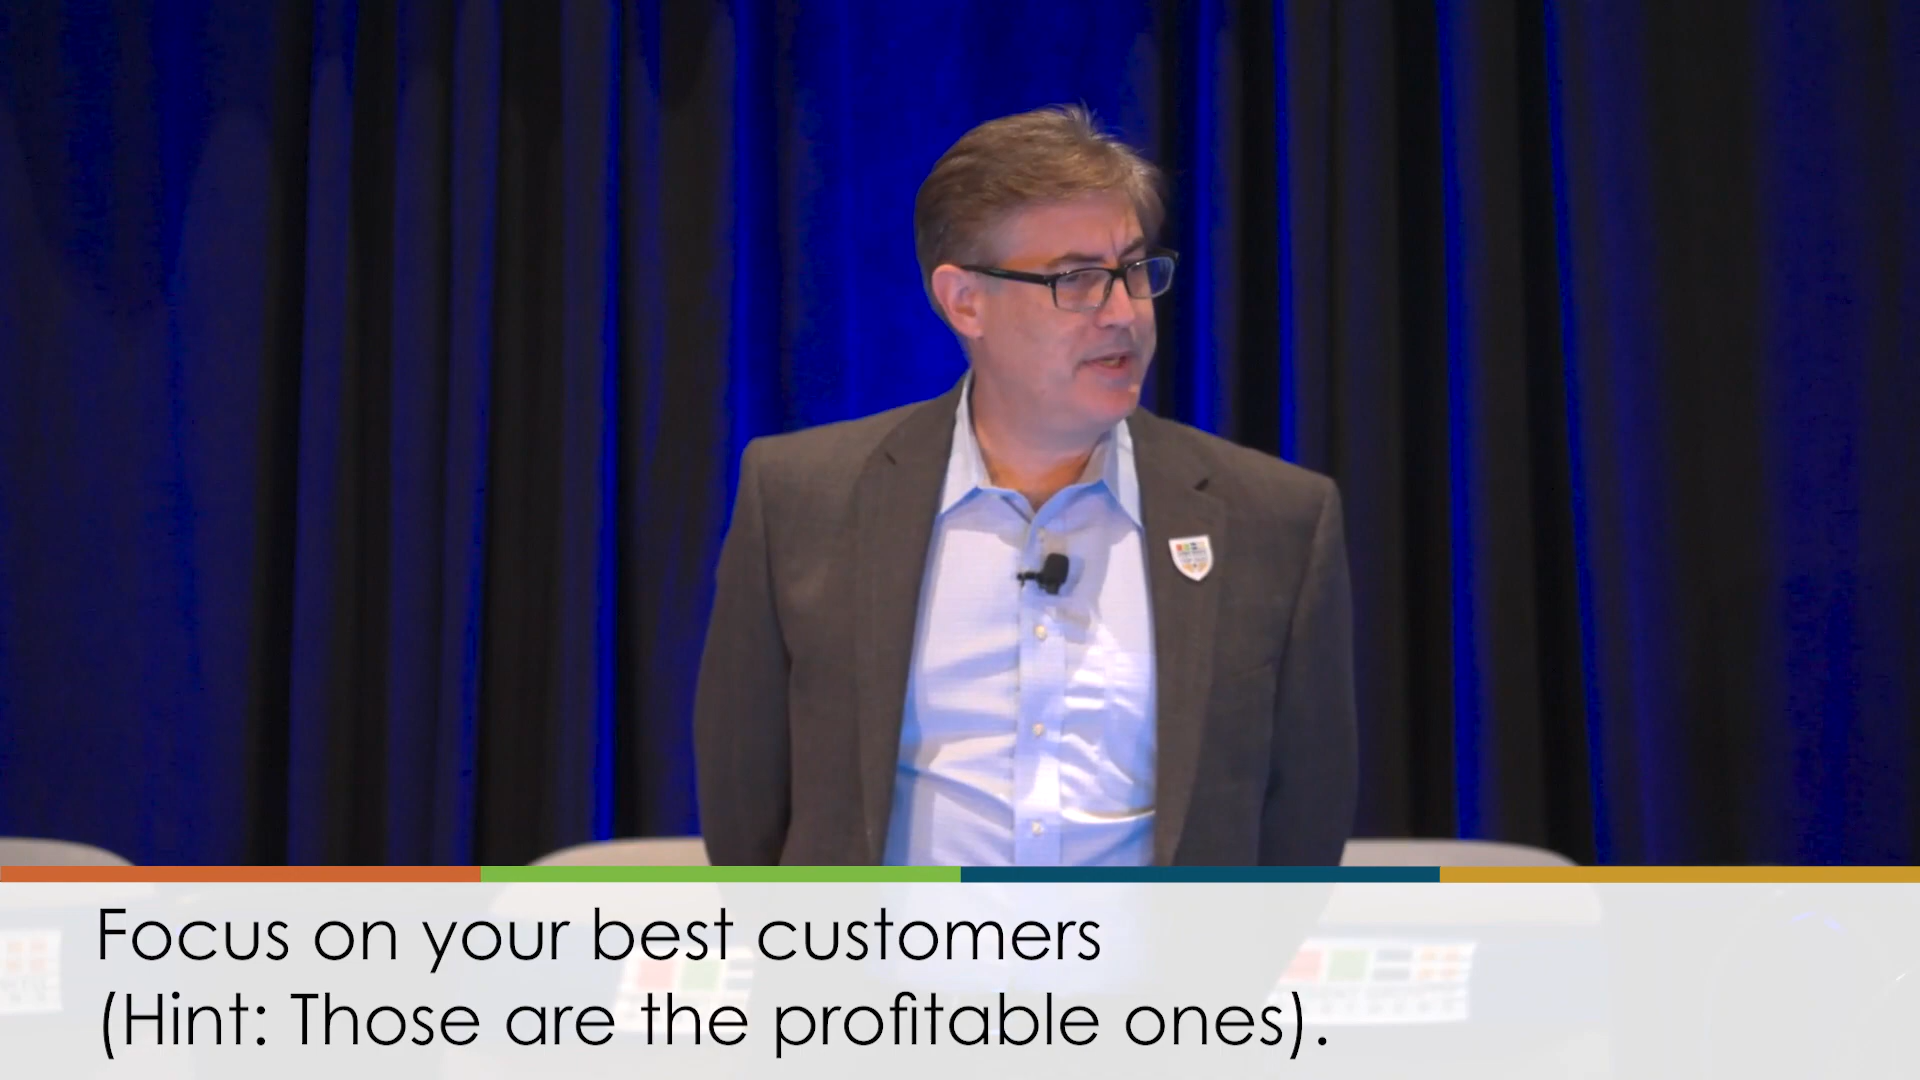 Focus on your best customers
(Hint: Those are the profitable ones).